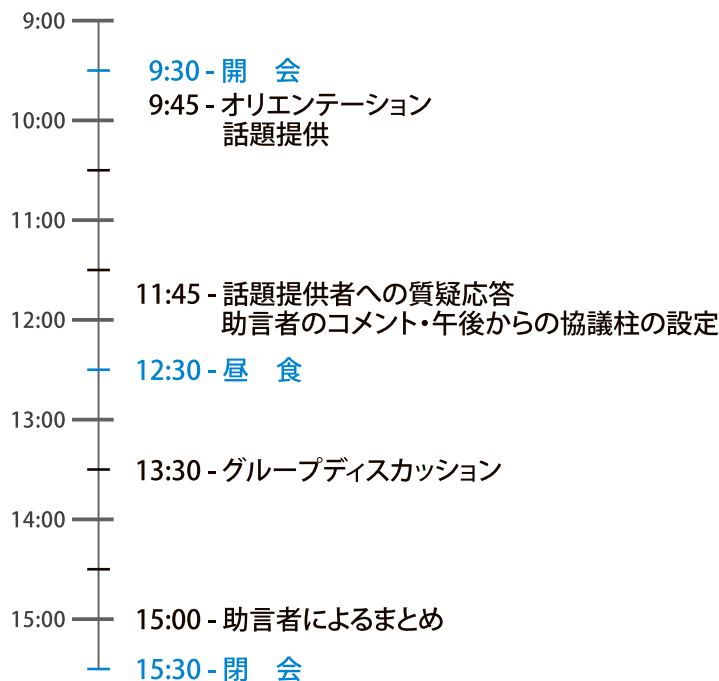 9:00
9:30 - 開　会
9:45 - オリエンテーション
10:00
話題提供
11:00
11:45 - 話題提供者への質疑応答
12:00
助言者のコメント・午後からの協議柱の設定
12:30 - 昼　食
13:00
13:30 - グループディスカッション
14:00
15:00
15:00 - 助言者によるまとめ
15:30 - 閉　会